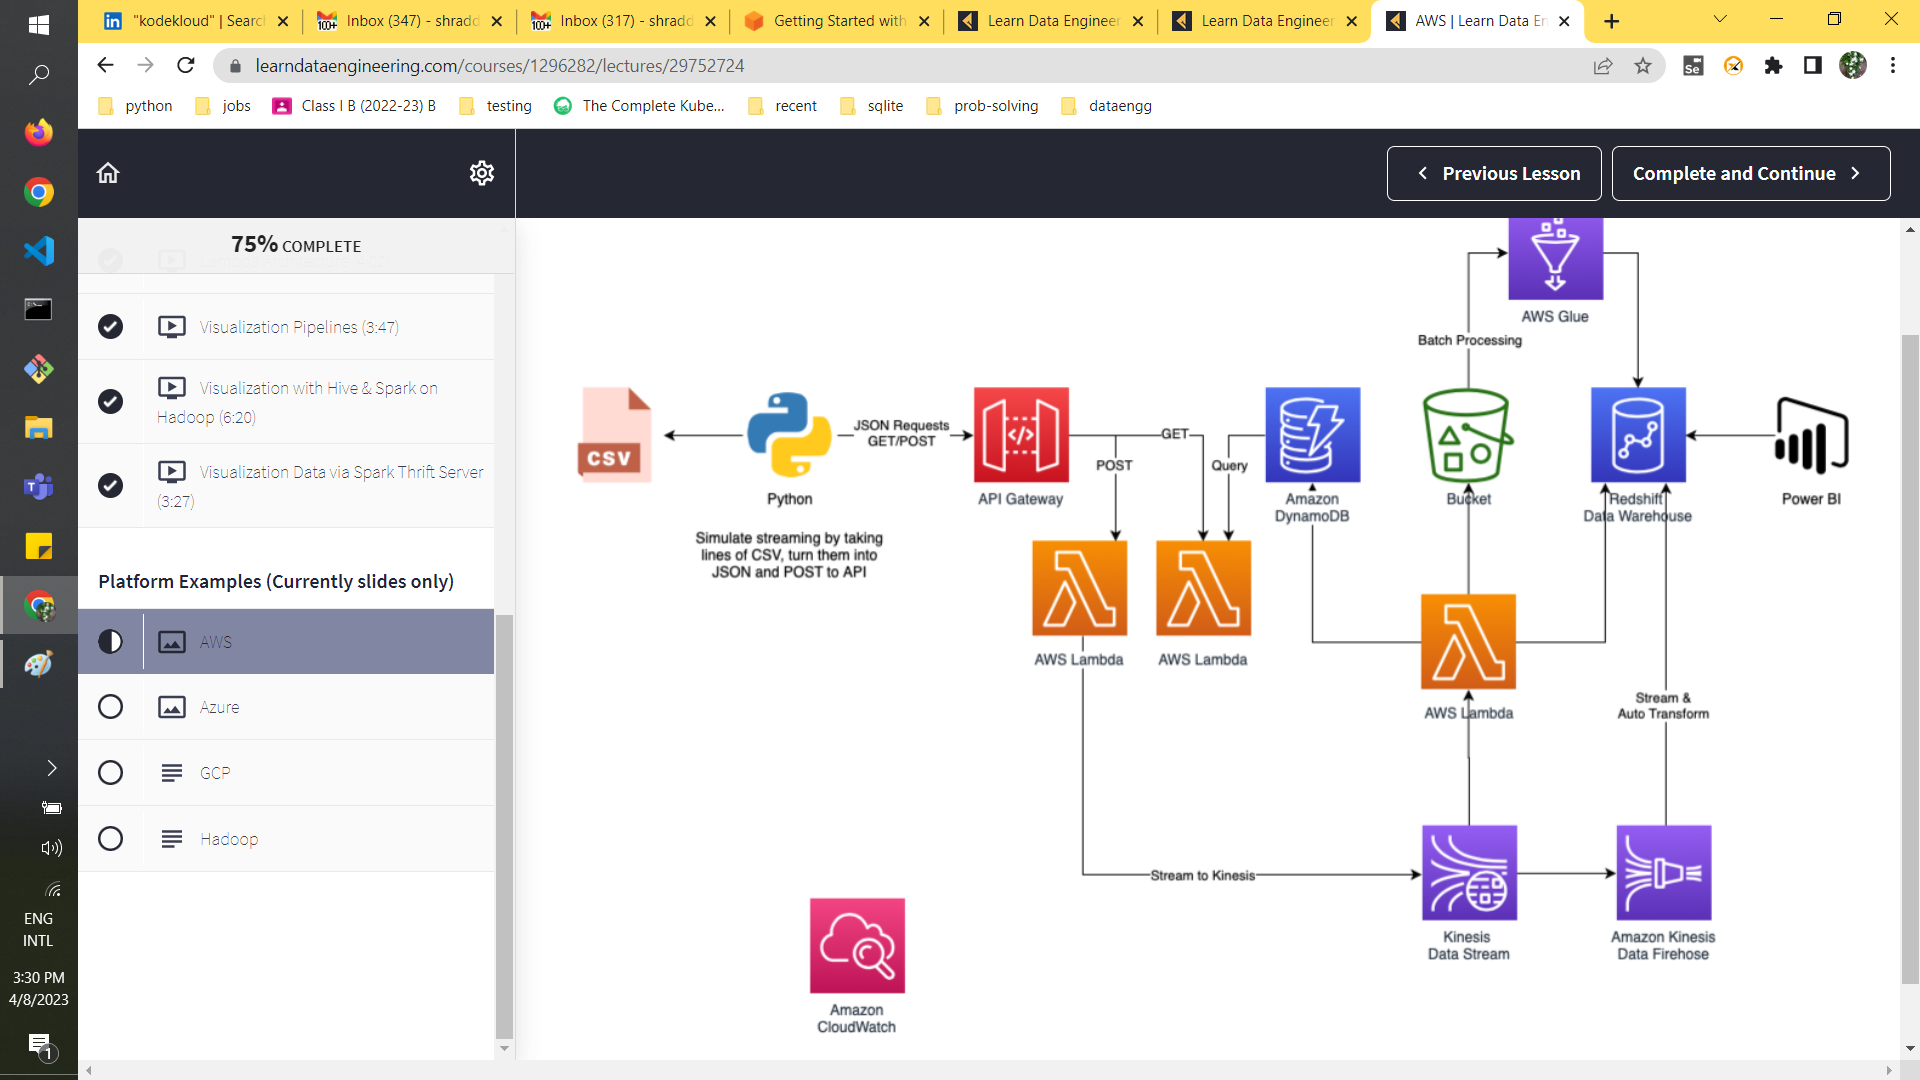 "kodekloud" | Search
Inbox (347) - shradd
Inbox (317) - shradd
Getting Started with
Learn Data Engineer
Learn Data Engineer
AWS | Learn Data En
learndataengineering.com/courses/1296282/lectures/29752724
python
jobs
Class I B (2022-23) B
testing
The Complete Kube...
recent
sqlite
prob-solving
dataengg
Previous Lesson
Complete and Continue
75% COMPLETE
Visualization Pipelines (3:47)
Visualization with Hive & Spark on
Hadoop (6:20)
Visualization Data via Spark Thrift Server
(3:27)
Platform Examples (Currently slides only)
AWS
Azure
GCP
Hadoop
AWS Glue
Batch Processing
CSV
Python
JSON Requests
GET/POST
API Gateway
GET
POST
Query
Amazon
DynamoDB
Bucket
Redshift
Data Warehouse
Power BI
Simulate streaming by taking
lines of CSV, turn them into
JSON and POST to API
AWS Lambda
AWS Lambda
AWS Lambda
Stream &
Auto Transform
Stream to Kinesis
Kinesis
Data Stream
Amazon Kinesis
Data Firehose
Amazon
CloudWatch
ENG
INTL
3:30 PM
4/8/2023
1